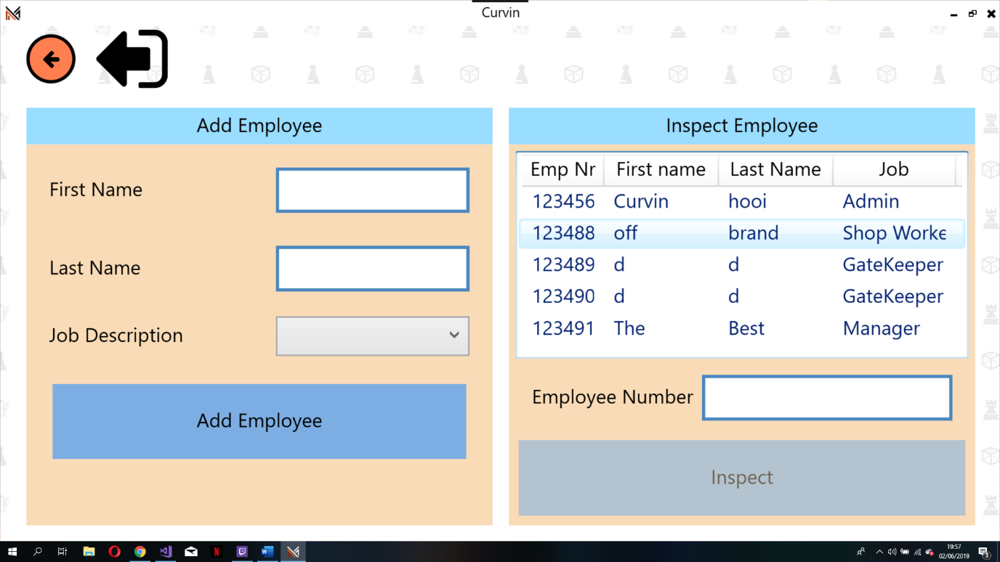 Curvin
Add Employee
First Name
Last Name
Job Description
Add Employee
Inspect Employee
Emp Nr First name Last Name Job
123456 Curvin hooi Admin
123488 off brand Shop Worke
123489 d d GateKeeper
123490 d d GateKeeper
123491 The Best Manager
Employee Number
Inspect
19:57
02/06/2019
3